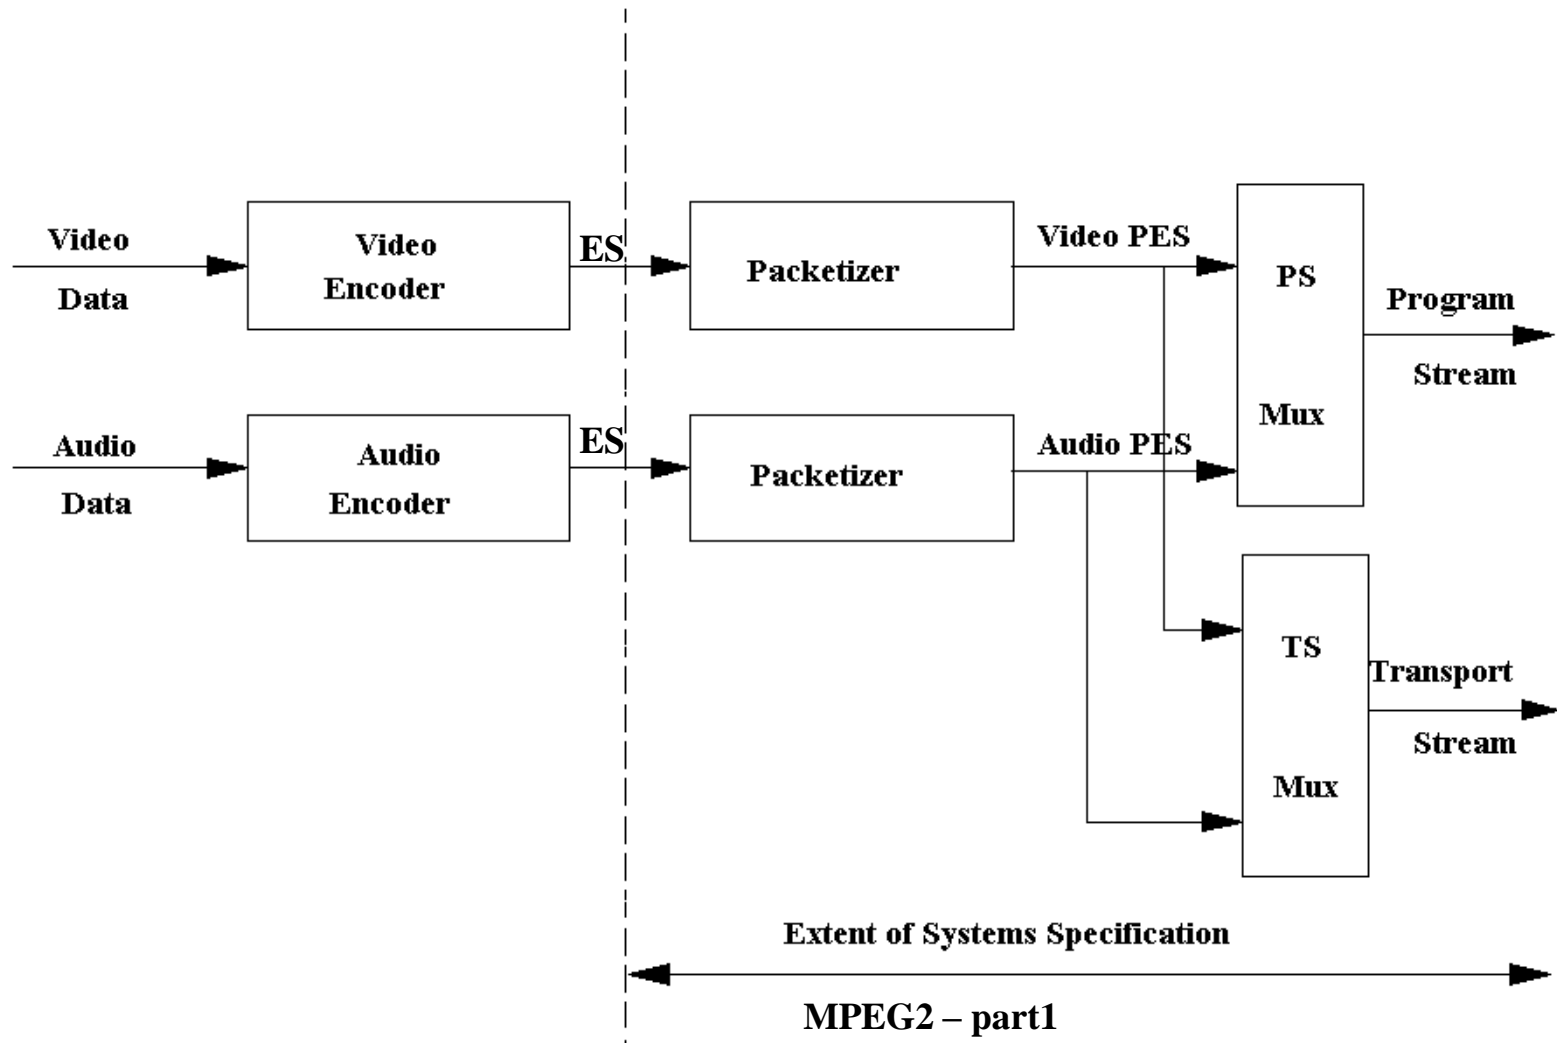 Video
Data
Video
Encoder
ES
Packetizer
Video PES
PS
Mux
Program
Stream
Audio
Data
Audio
Encoder
ES
Packetizer
Audio PES
TS
Mux
Transport
Stream
Extent of Systems Specification
MPEG2 – part1